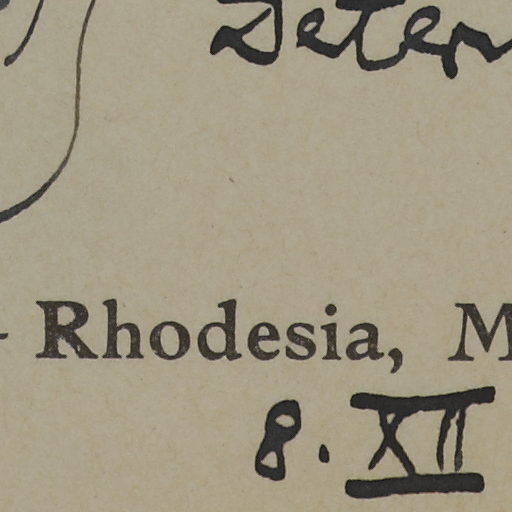 Deter
- Rhodesia, M
8. XII